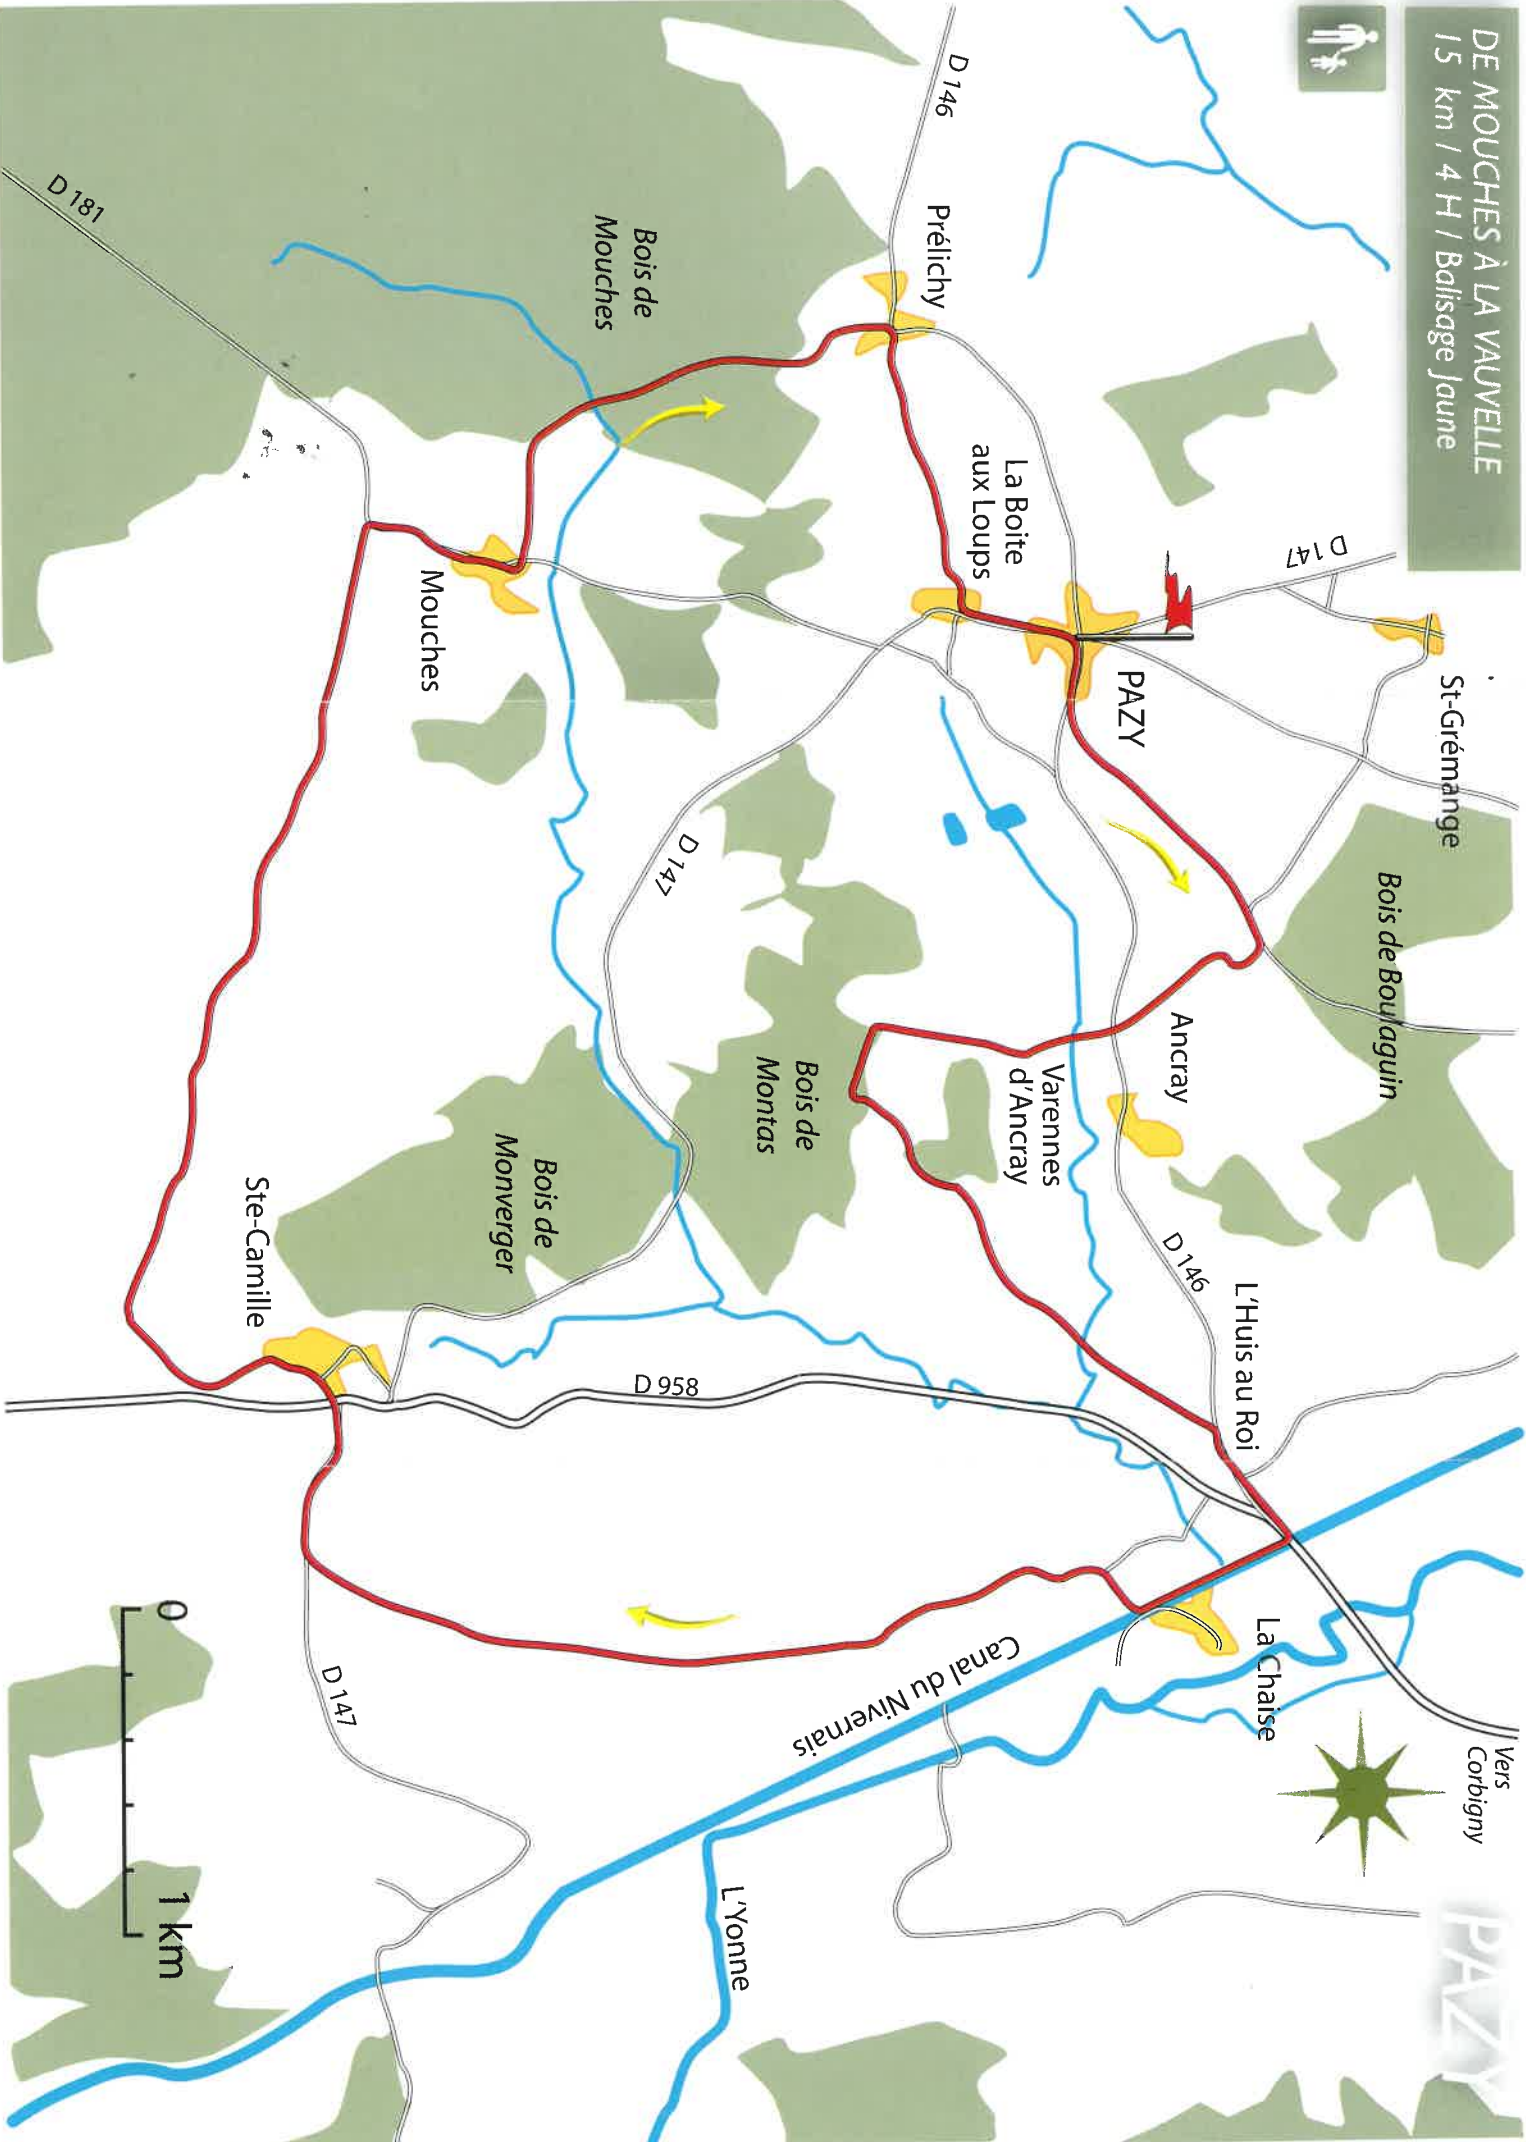 DE MOUCHES À LA VAUVELLE
15 km / 4 H / Balisage Jaune
PAZY
Vers
Corbigny
St-Grémange
D 147
Bois de Boulaguin
D 146
Prélichy
La Boite
aux Loups
PAZY
Ancray
Varennes
d'Ancray
D 146
L'Huis au Roi
La Chaise
Canal du Nivernais
Bois de
Mouches
D 147
Bois de
Montas
D 958
L'Yonne
Mouches
Bois de
Monverger
D 181
Ste-Camille
D 147
0
1 km